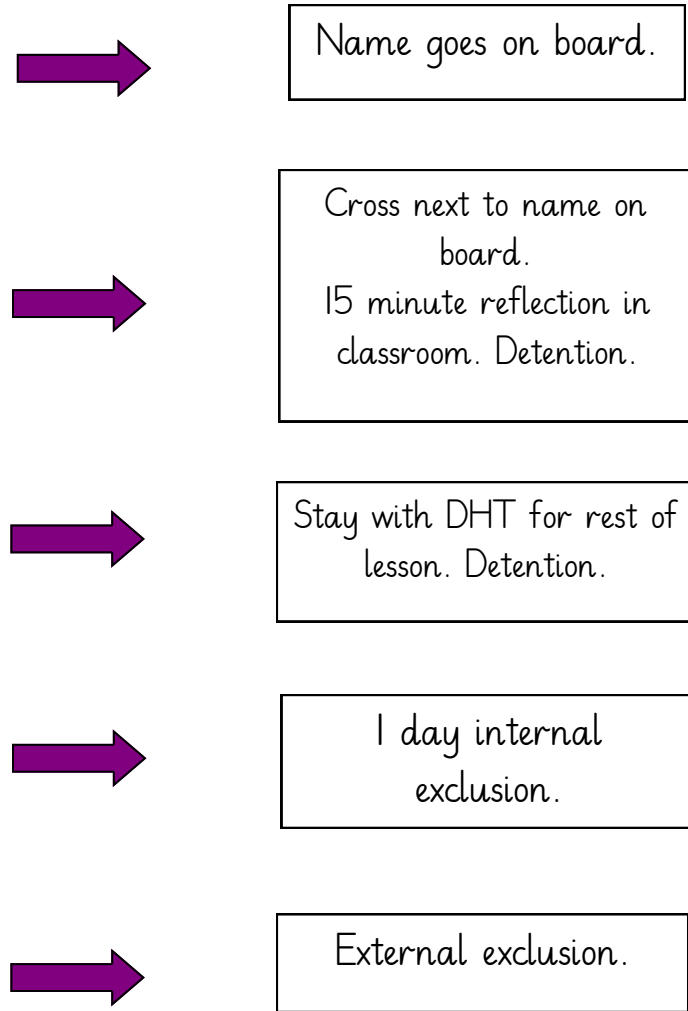 Name goes on board.
Cross next to name on
board.
15 minute reflection in
classroom. Detention.
Stay with DHT for rest of
lesson. Detention.
1 day internal
exclusion.
External exclusion.